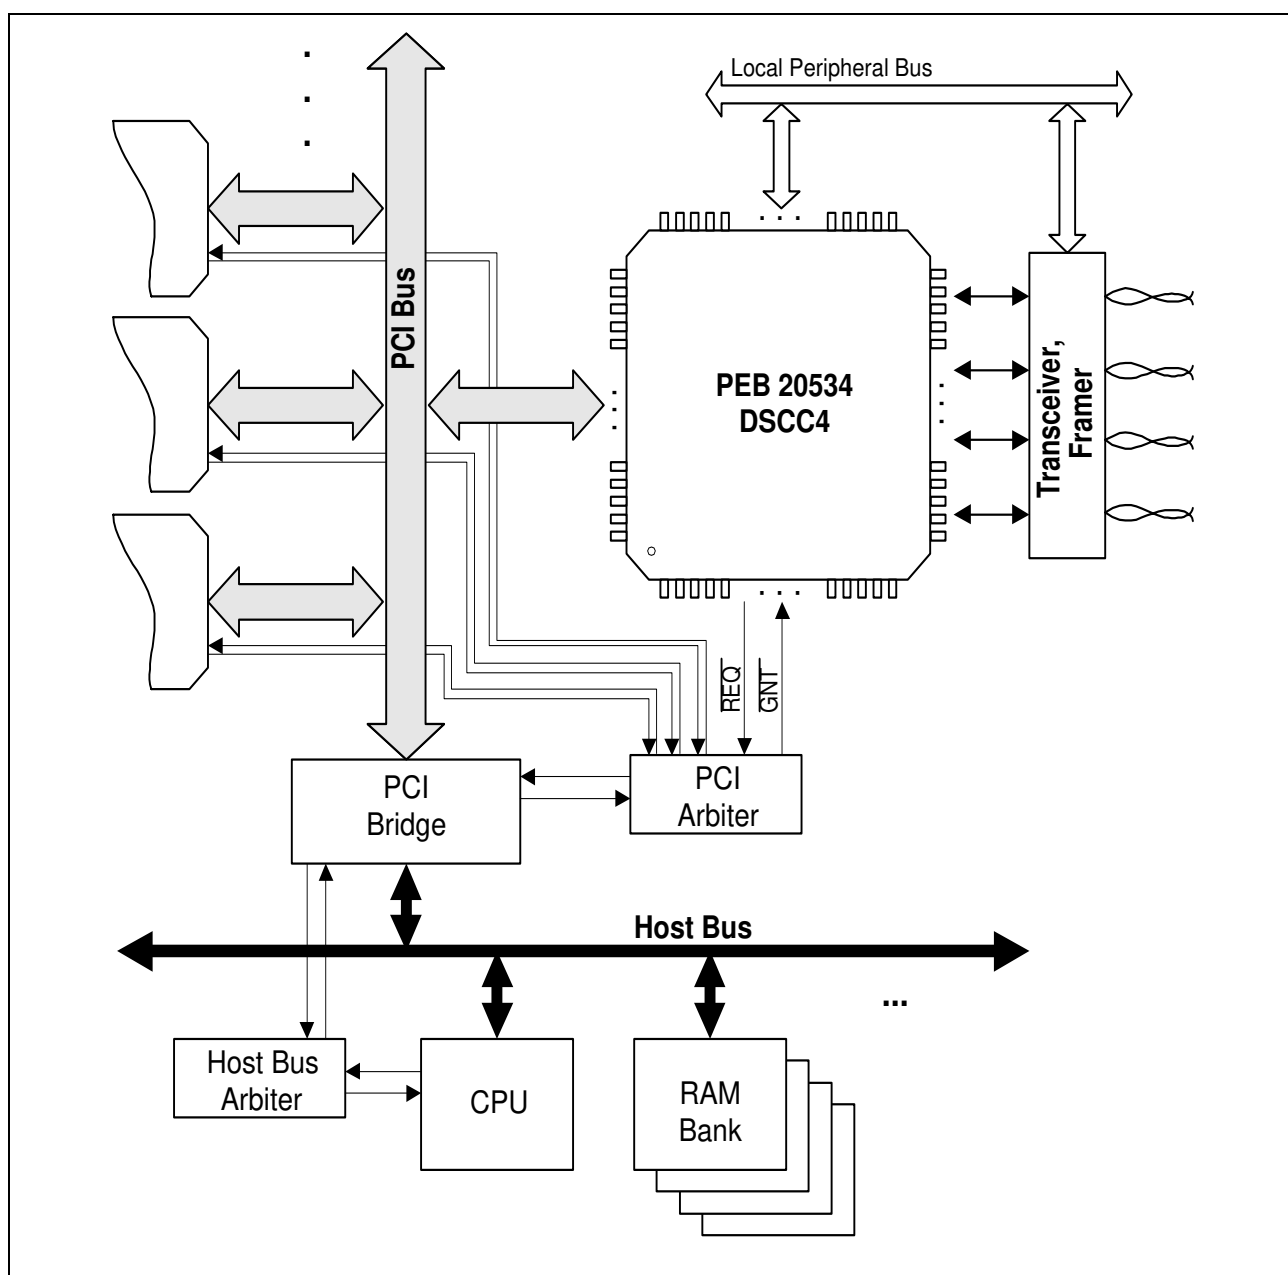 Local Peripheral Bus
PCI Bus
PEB 20534
DSCC4
Transceiver,
Framer
REQ
GNT
PCI
Bridge
PCI
Arbiter
Host Bus
...
Host Bus
Arbiter
CPU
RAM
Bank